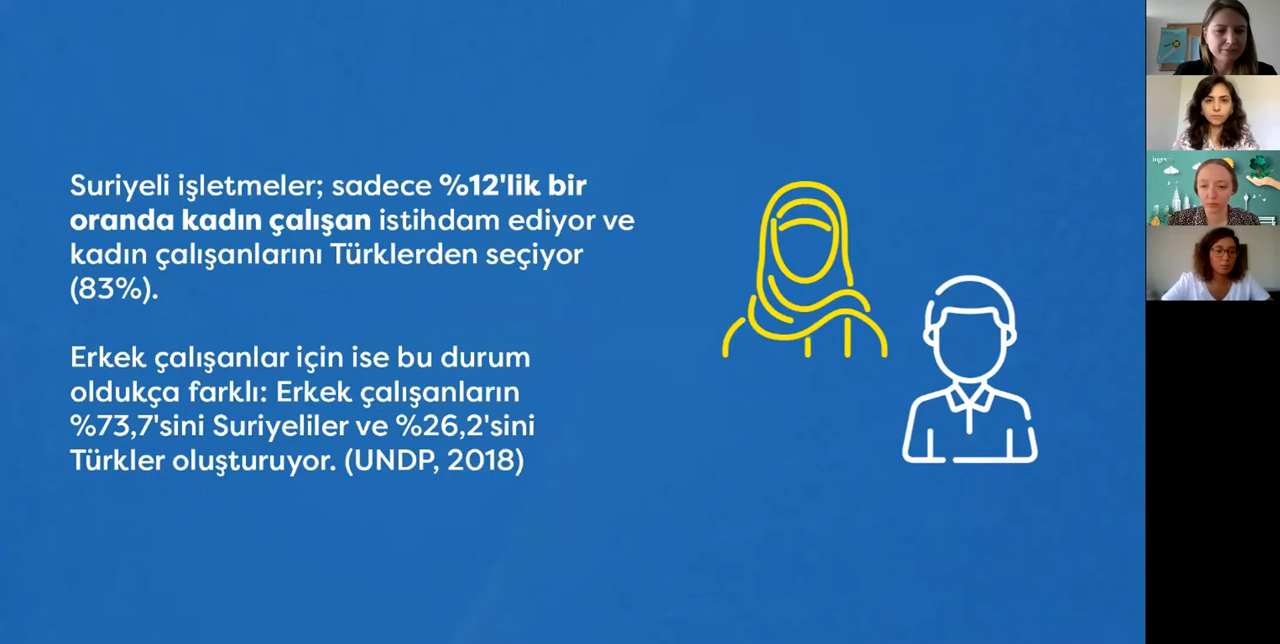 Suriyeli işletmeler; sadece %12'lik bir
oranda kadın çalışan istihdam ediyor ve
kadın çalışanlarını Türklerden seçiyor
(83%).
Erkek çalışanlar için ise bu durum
oldukça farklı: Erkek çalışanların
%73,7'sini Suriyeliler ve %26,2'sini
Türkler oluşturuyor. (UNDP, 2018)